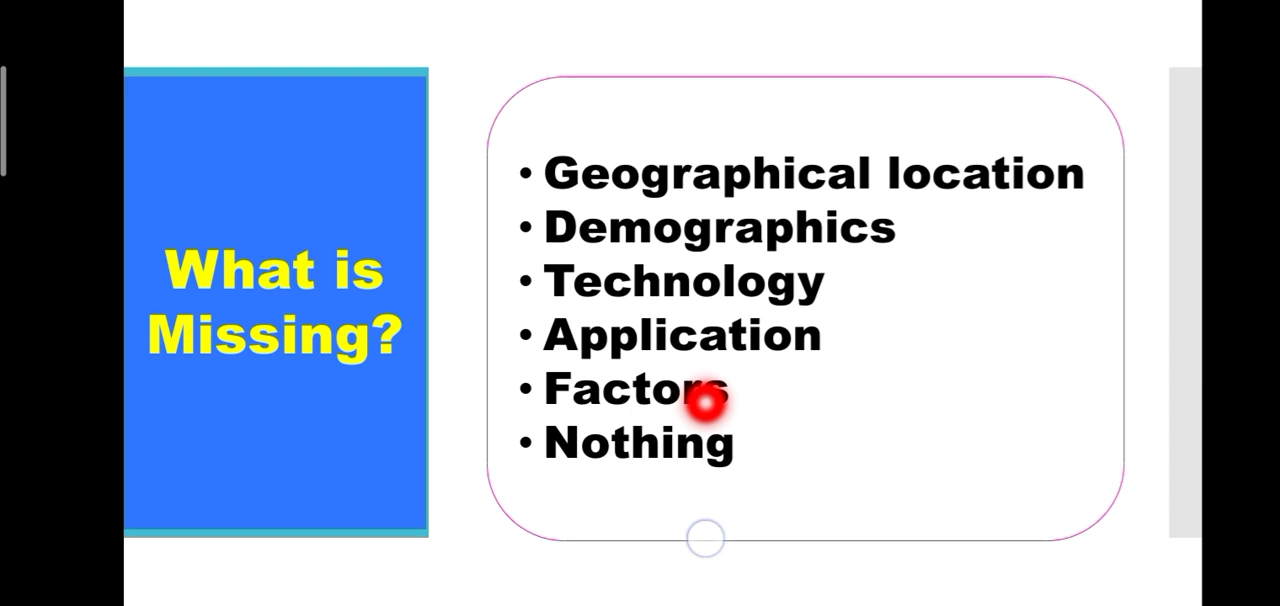 What is
Missing?
• Geographical location
• Demographics
• Technology
• Application
• Factors
• Nothing